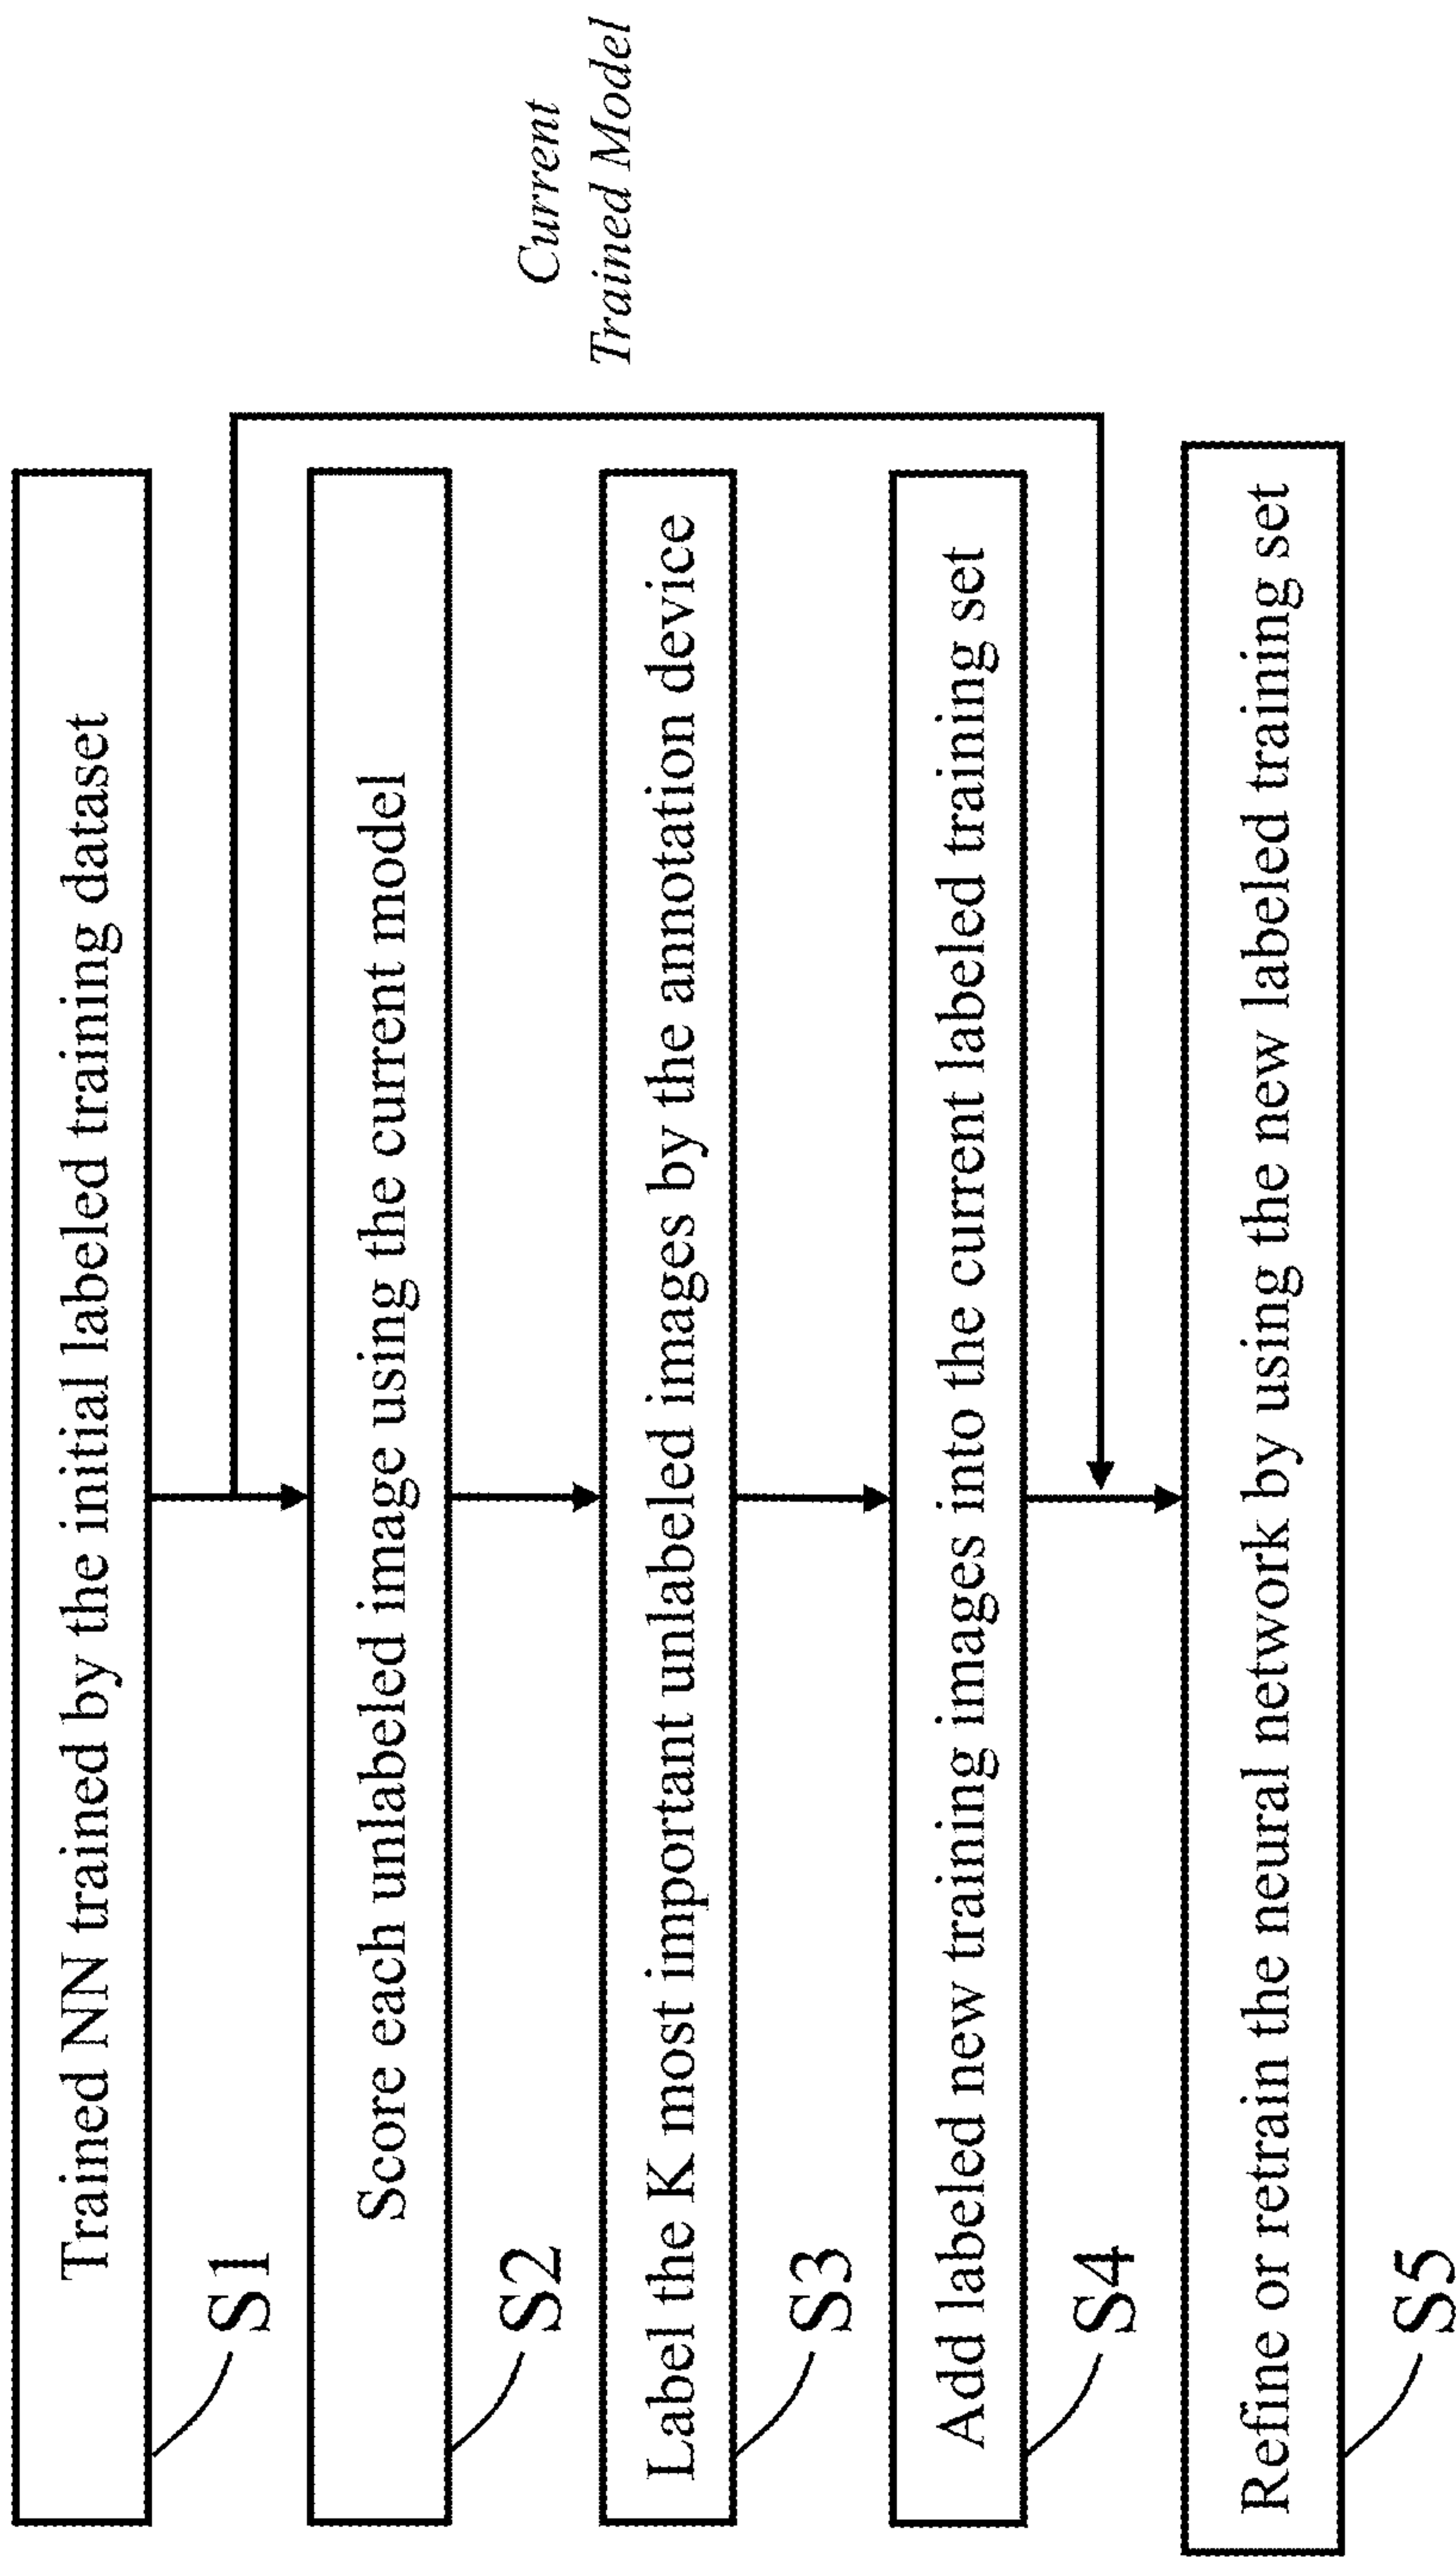 Trained NN trained by the initial labeled training dataset
S1
Score each unlabeled image using the current model
S2
Label the K most important unlabeled images by the annotation device
S3
Add labeled new training images into the current labeled training set
S4
Refine or retrain the neural network by using the new labeled training set
S5
Current
Trained Model